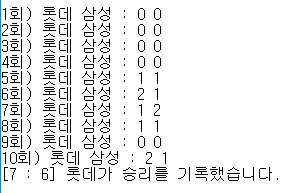 1회) 롯데 삼성 : 0 0
2회) 롯데 삼성 : 0 0
3회) 롯데 삼성 : 0 0
4회) 롯데 삼성 : 0 0
5회) 롯데 삼성 : 1 1
6회) 롯데 삼성 : 2 1
7회) 롯데 삼성 : 1 2
8회) 롯데 삼성 : 1 1
9회) 롯데 삼성 : 0 0
10회) 롯데 삼성 : 2 1
[7 : 6] 롯데가 승리를 기록했습니다.